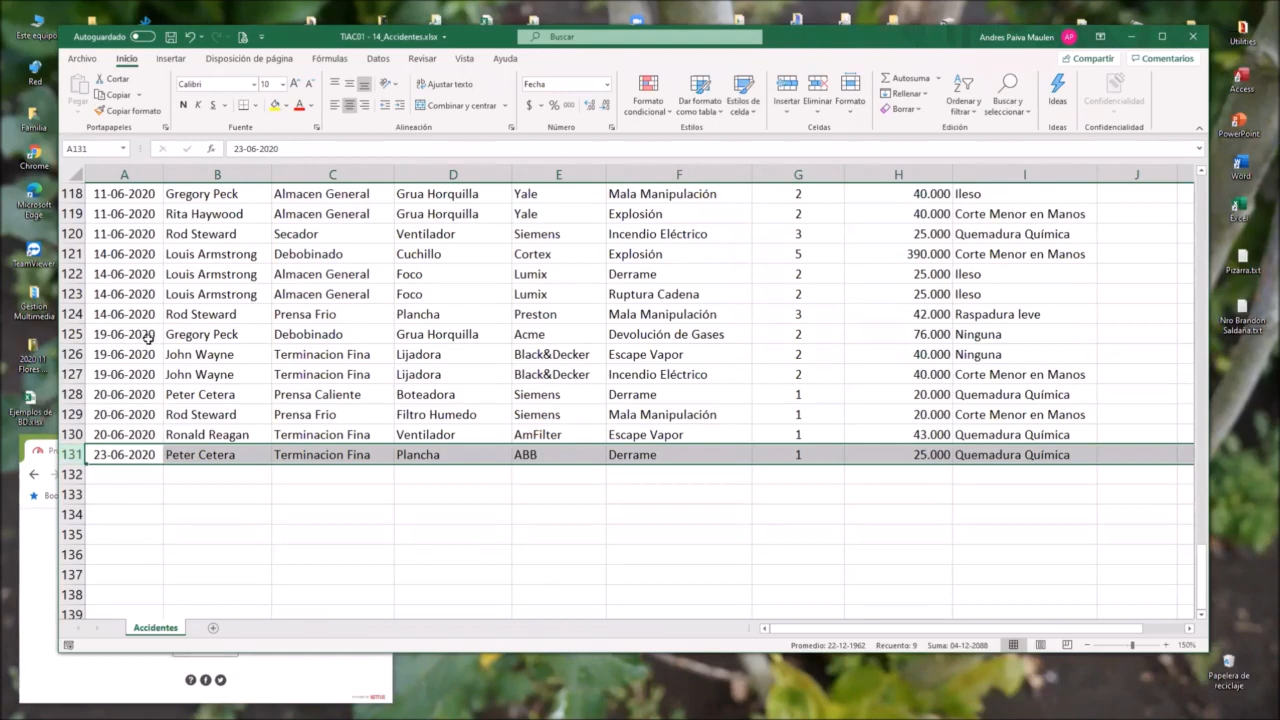 Este equipo
Red
Familia
Chrome
Microsoft Edge
TeamViewer
Gestion Multimedia
2020 11 Flores ...
Ejemplos de BD.xlsx
Utilities
Access
PowerPoint
Word
Excel
Pizarra.txt
Nro Brandon Saldaña.txt
Papelera de reciclaje
Autoguardado
TIAC01 - 14_Accidentes.xlsx
Buscar
Andres Paiva Maulen AP
Archivo Inicio Insertar Disposición de página Fórmulas Datos Revisar Vista Ayuda Compartir Comentarios
Pegar
Cortar
Copiar
Copiar formato
Portapapeles
Calibri 10 A A
N K S A
Fuente
Ajustar texto
Combinar y centrar
Alineación
Fecha
$ % 000
Número
Formato condicional
Dar formato como tabla
Estilos de celda
Estilos
Insertar Eliminar Formato
Celdas
Autosuma
Rellenar
Borrar
Ordenar y filtrar
Buscar y seleccionar
Edición
Ideas
Ideas
Confidencialidad
Confidencialidad
A131 fx 23-06-2020
A B C D E F G H I J
118 11-06-2020 Gregory Peck Almacen General Grua Horquilla Yale Mala Manipulación 2 40.000 Ileso
119 11-06-2020 Rita Haywood Almacen General Grua Horquilla Yale Explosión 2 40.000 Corte Menor en Manos
120 11-06-2020 Rod Steward Secador Ventilador Siemens Incendio Eléctrico 3 25.000 Quemadura Química
121 14-06-2020 Louis Armstrong Debobinado Cuchillo Cortex Explosión 5 390.000 Corte Menor en Manos
122 14-06-2020 Louis Armstrong Almacen General Foco Lumix Derrame 2 25.000 Ileso
123 14-06-2020 Louis Armstrong Almacen General Foco Lumix Ruptura Cadena 2 25.000 Ileso
124 14-06-2020 Rod Steward Prensa Frio Plancha Preston Mala Manipulación 3 42.000 Raspadura leve
125 19-06-2020 Gregory Peck Debobinado Grua Horquilla Acme Devolución de Gases 2 76.000 Ninguna
126 19-06-2020 John Wayne Terminacion Fina Lijadora Black&Decker Escape Vapor 2 40.000 Ninguna
127 19-06-2020 John Wayne Terminacion Fina Lijadora Black&Decker Incendio Eléctrico 2 40.000 Corte Menor en Manos
128 20-06-2020 Peter Cetera Prensa Caliente Boteadora Siemens Derrame 1 20.000 Quemadura Química
129 20-06-2020 Rod Steward Prensa Frio Filtro Humedo Siemens Mala Manipulación 1 20.000 Corte Menor en Manos
130 20-06-2020 Ronald Reagan Terminacion Fina Ventilador AmFilter Escape Vapor 1 43.000 Quemadura Química
131 23-06-2020 Peter Cetera Terminacion Fina Plancha ABB Derrame 1 25.000 Quemadura Química
132
133
134
135
136
137
138
139
Accidentes
Promedio: 22-12-1962 Recuento: 9 Suma: 04-12-2088 150%